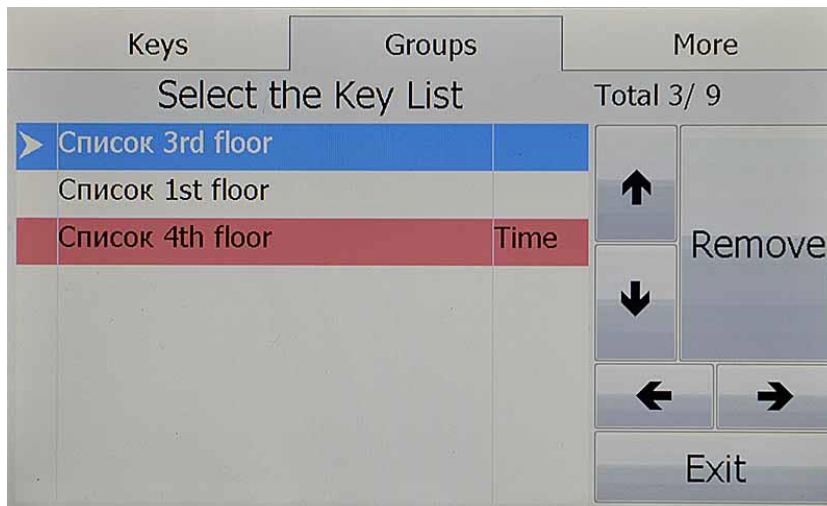 Keys
Groups
More
Select the Key List
Total 3/ 9
Список 3rd floor
Список 1st floor
Список 4th floor
Time
Remove
Exit